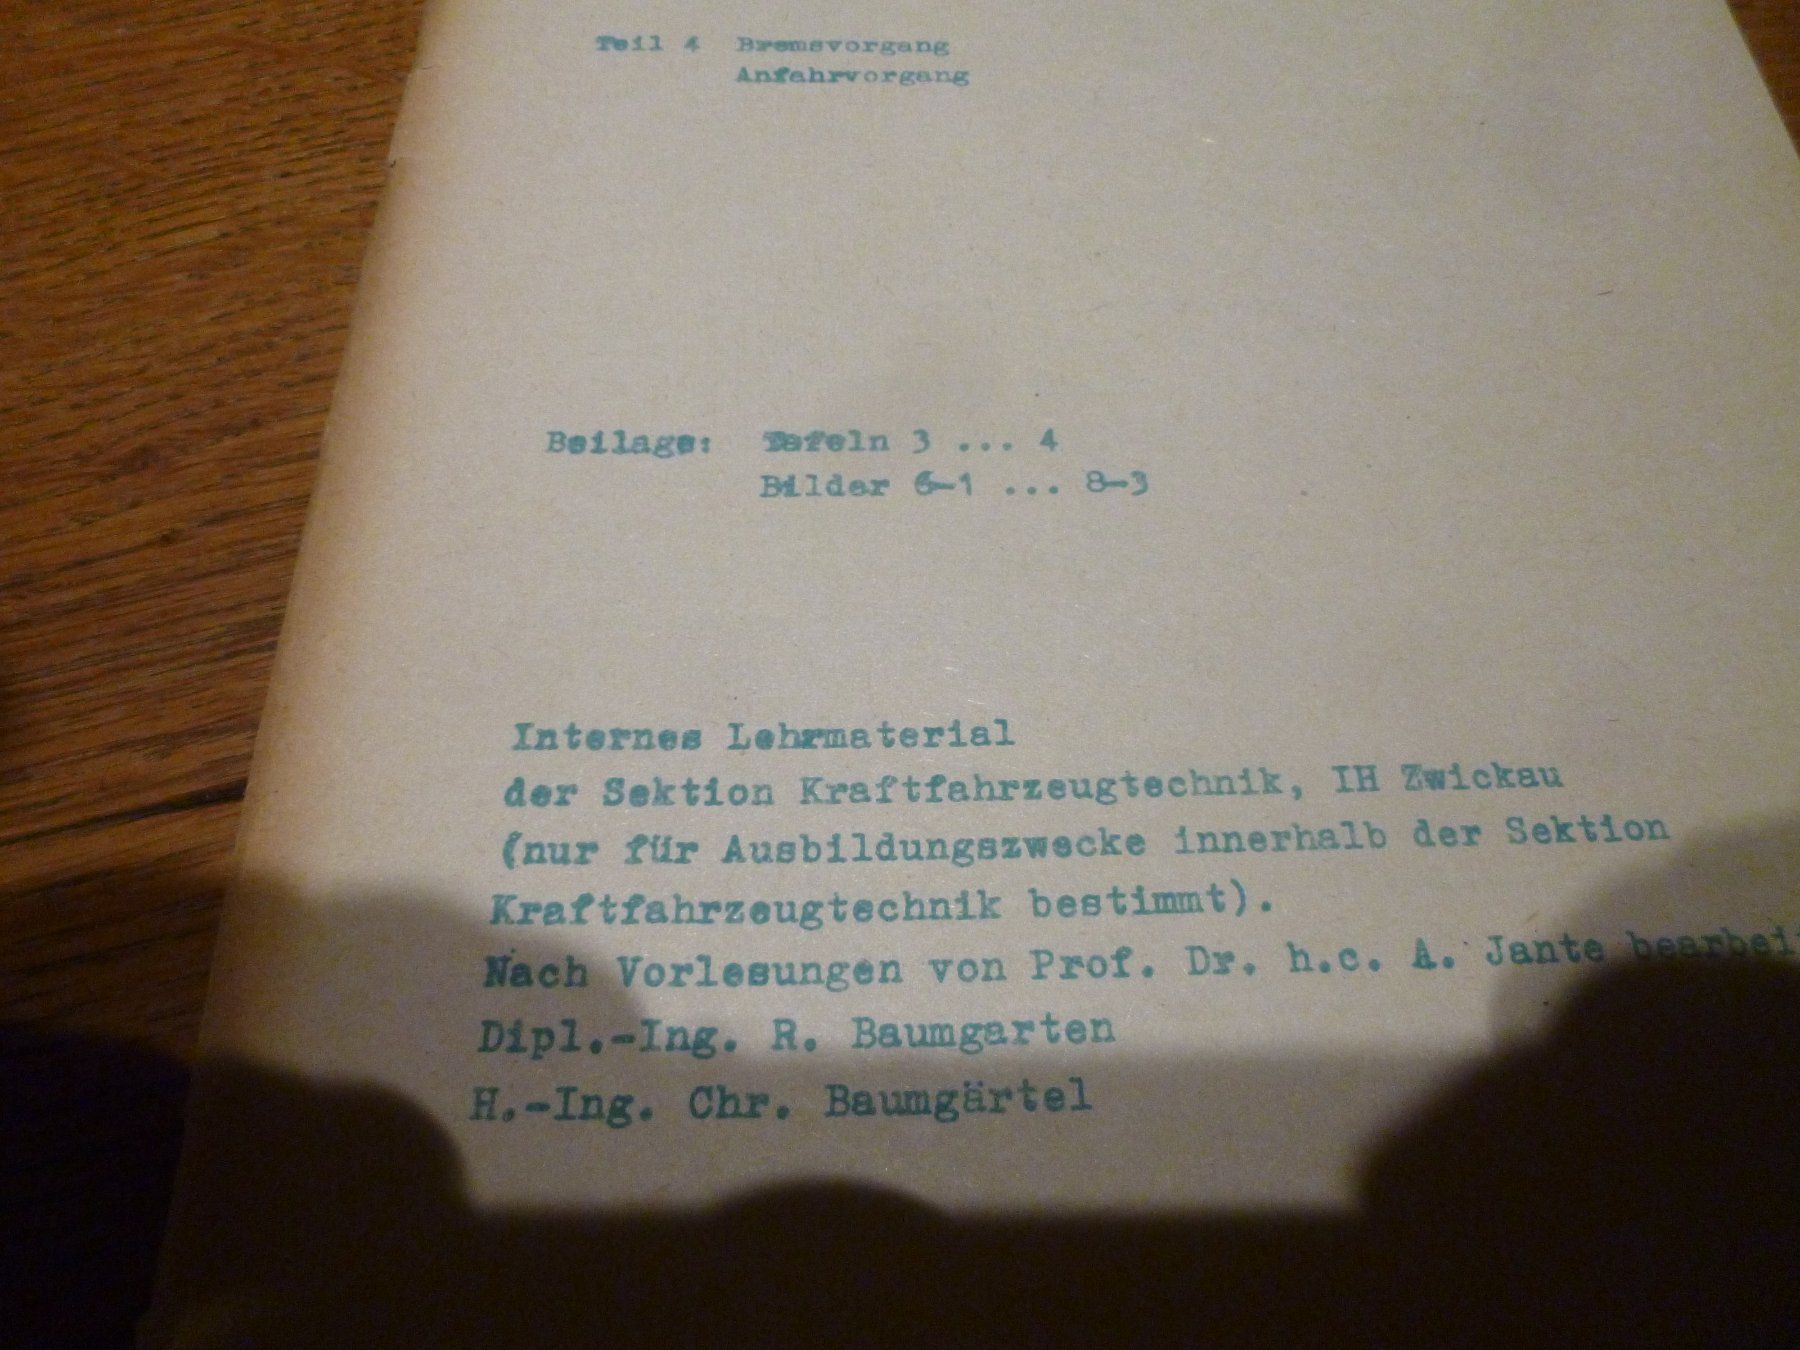 Teil 4 Bremsvorgang
Anfahrvorgang
Beilage: Tafeln 3 ... 4
Bilder 6-1 ... 8-3
Internes Lehrmaterial
der Sektion Kraftfahrzeugtechnik, IH Zwickau
(nur für Ausbildungszwecke innerhalb der Sektion
Kraftfahrzeugtechnik bestimmt).
Nach Vorlesungen von Prof. Dr. h.c. A. Jante bearbei
Dipl.-Ing. R. Baumgarten
H.-Ing. Chr. Baumgärtel